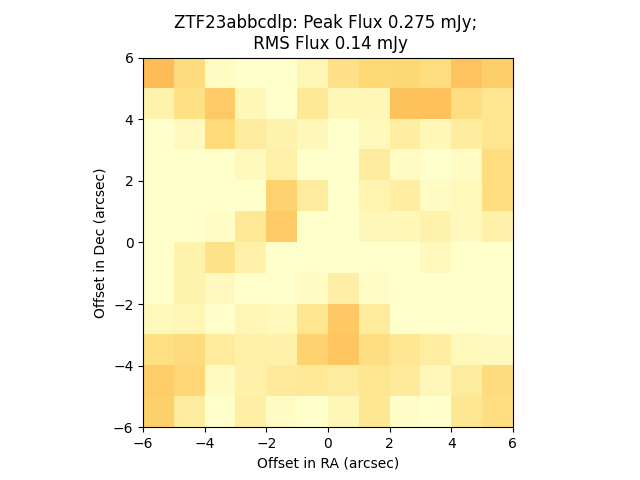 ZTF23abbcdlp: Peak Flux 0.275 mJy;
RMS Flux 0.14 mJy
6
4
2
0
−2
−4
−6
Offset in Dec (arcsec)
−6 −4 −2 0 2 4 6
Offset in RA (arcsec)